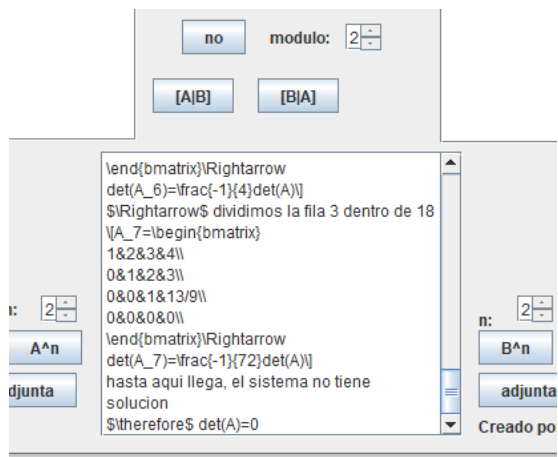 no modulo: 2
[A|B] [B|A]
\end{bmatrix}\Rightarrow
det(A_6)=\frac{-1}{4}det(A)\]
$\Rightarrow$ dividimos la fila 3 dentro de 18
\[A_7=\begin{bmatrix}
1&2&3&4\\
0&1&2&3\\
0&0&1&13/9\\
0&0&0&0\\
\end{bmatrix}\Rightarrow
det(A_7)=\frac{-1}{72}det(A)\]
hasta aqui llega, el sistema no tiene
solucion
$\therefore$ det(A)=0
: 2
A^n
djunta
n: 2
B^n
adjunta
Creado po